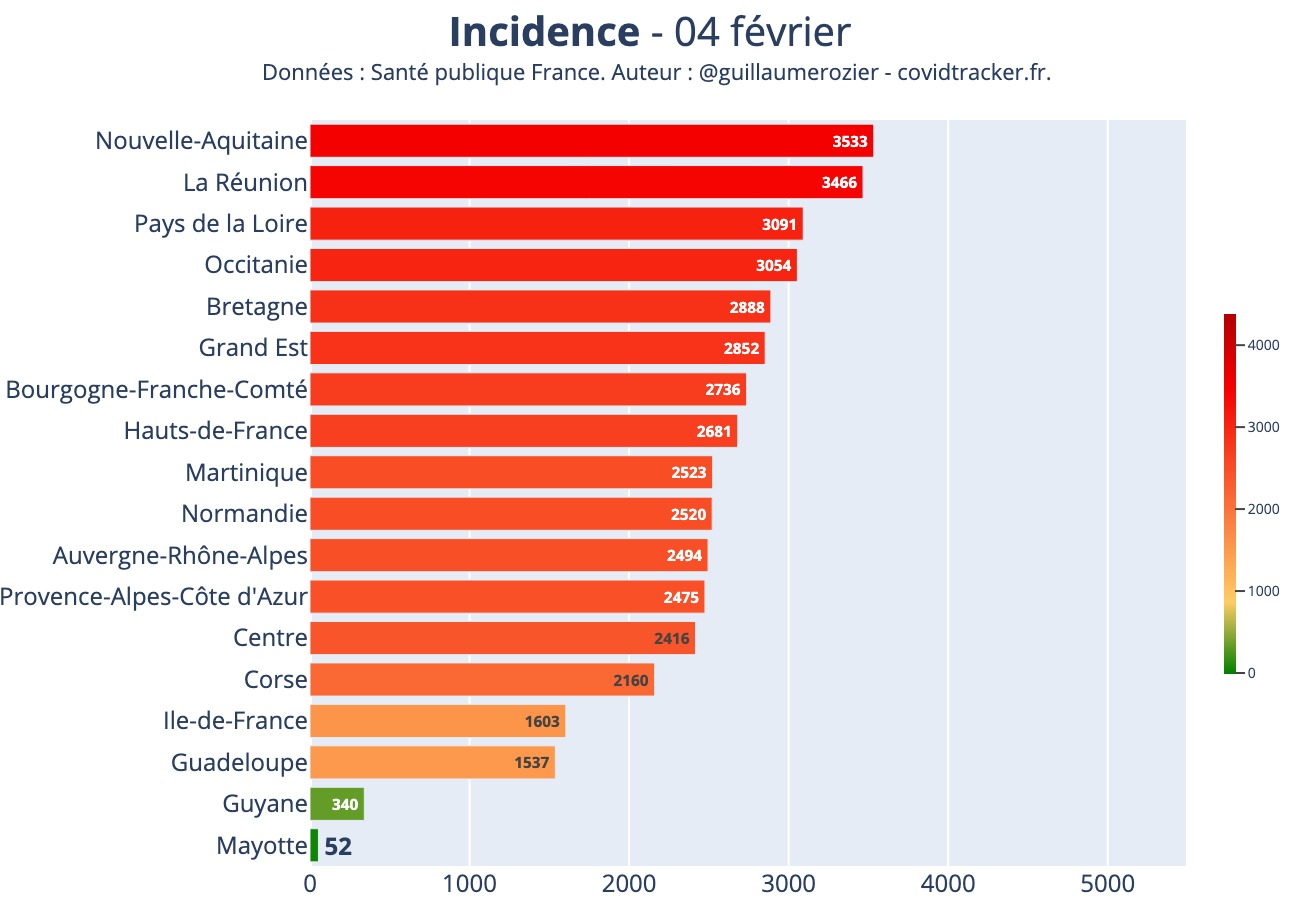 Incidence - 04 février
Données : Santé publique France. Auteur : @guillaumerozier - covidtracker.fr.
Nouvelle-Aquitaine 3533
La Réunion 3466
Pays de la Loire 3091
Occitanie 3054
Bretagne 2888
Grand Est 2852
Bourgogne-Franche-Comté 2736
Hauts-de-France 2681
Martinique 2523
Normandie 2520
Auvergne-Rhône-Alpes 2494
Provence-Alpes-Côte d'Azur 2475
Centre 2416
Corse 2160
Ile-de-France 1603
Guadeloupe 1537
Guyane 340
Mayotte 52
0 1000 2000 3000 4000 5000
4000
3000
2000
1000
0